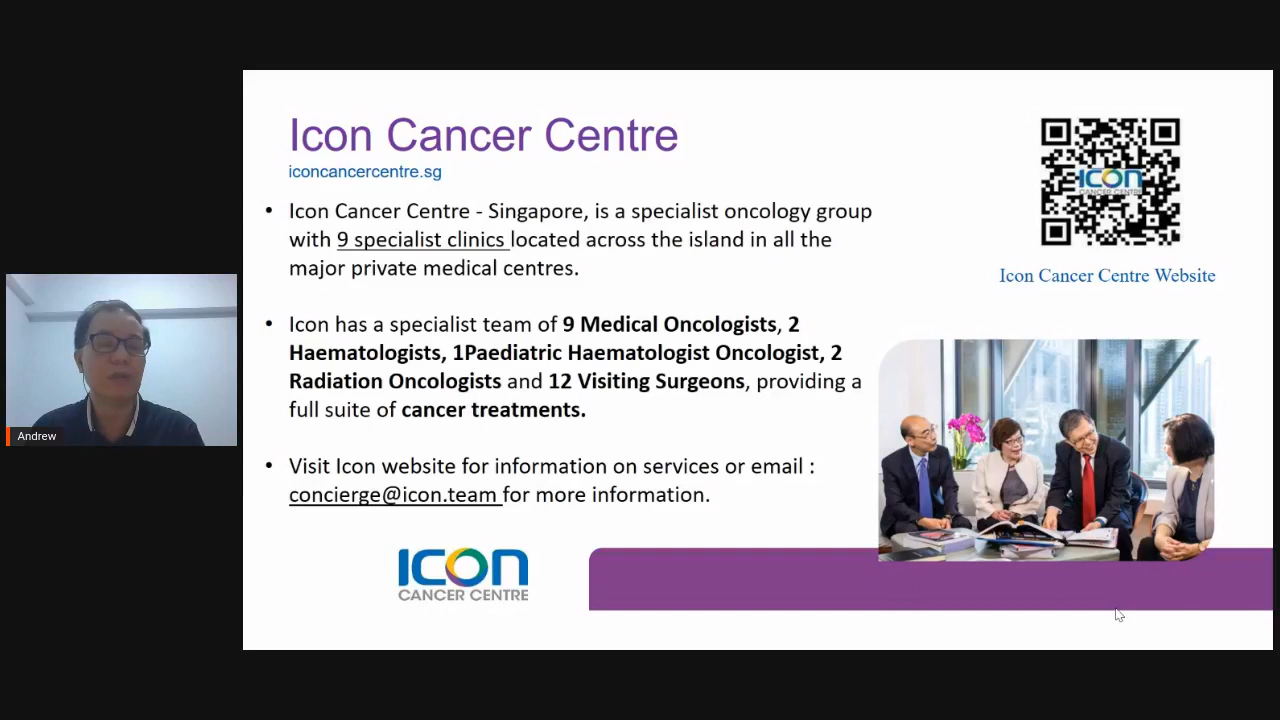 Icon Cancer Centre
iconcancercentre.sg
• Icon Cancer Centre - Singapore, is a specialist oncology group
with 9 specialist clinics located across the island in all the
major private medical centres.
• Icon has a specialist team of 9 Medical Oncologists, 2
Haematologists, 1Paediatric Haematologist Oncologist, 2
Radiation Oncologists and 12 Visiting Surgeons, providing a
full suite of cancer treatments.
• Visit Icon website for information on services or email :
concierge@icon.team for more information.
ICON
CANCER CENTRE
ICON
CANCER CENTRE
Icon Cancer Centre Website
Andrew